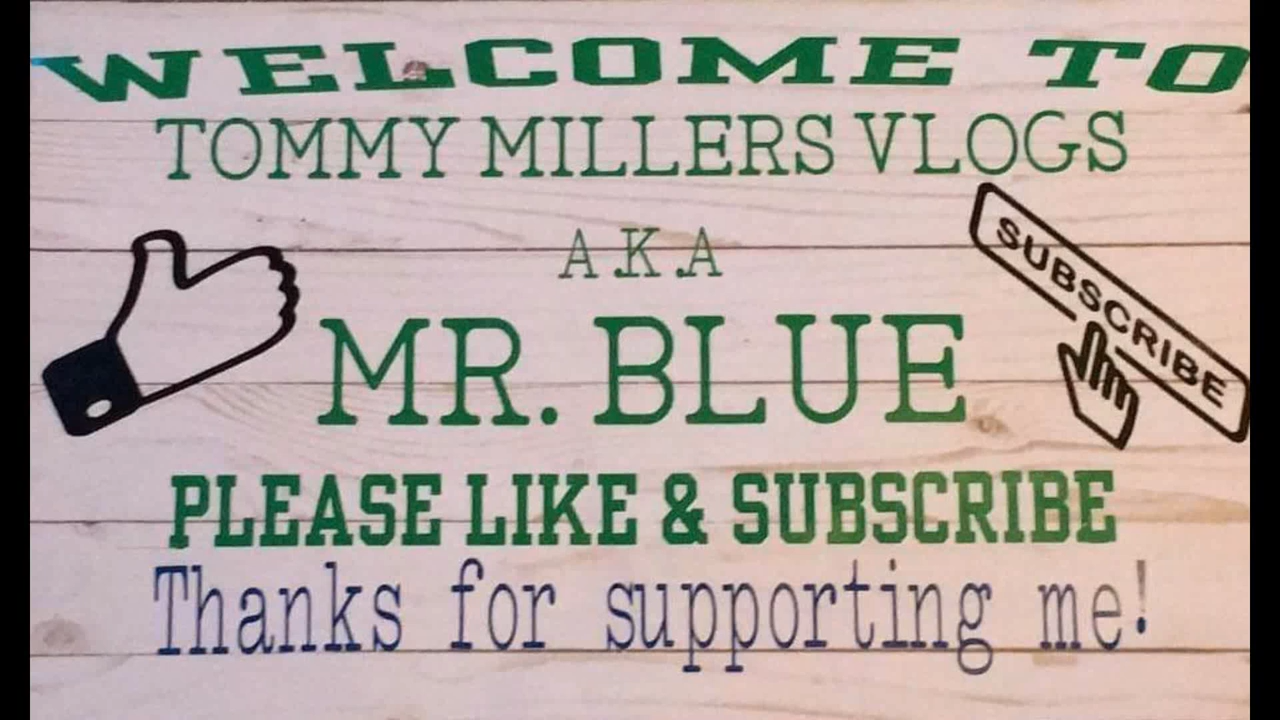 WELCOME TO
TOMMY MILLERS VLOGS
A.K.A
MR. BLUE
SUBSCRIBE
PLEASE LIKE & SUBSCRIBE
Thanks for supporting me!